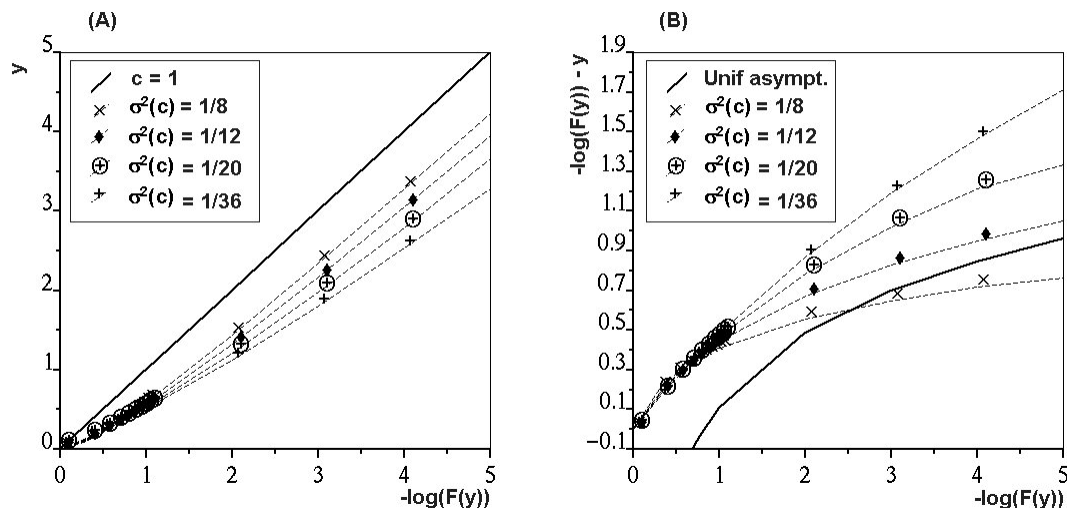 (A)
y
5
4
3
2
1
0
c = 1
σ²(c) = 1/8
σ²(c) = 1/12
σ²(c) = 1/20
σ²(c) = 1/36
0 1 2 3 4 5
-log(F(y))
(B)
-log(F(y)) - y
1.9
1.7
1.5
1.3
1.1
0.9
0.7
0.5
0.3
0.1
−0.1
Unif asympt.
σ²(c) = 1/8
σ²(c) = 1/12
σ²(c) = 1/20
σ²(c) = 1/36
0 1 2 3 4 5
-log(F(y))